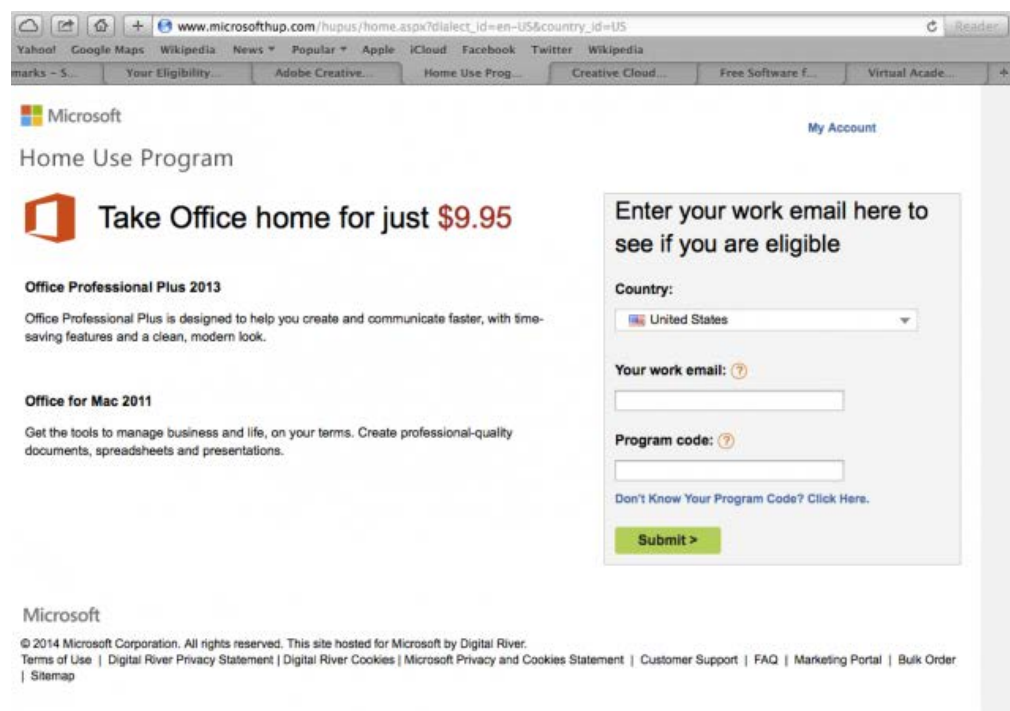 www.microsofthup.com/hupus/home.aspx?dialect_id=en-US&country_id=US
Reader
Yahoo! Google Maps Wikipedia News Popular Apple iCloud Facebook Twitter Wikipedia
marks - S... Your Eligibility... Adobe Creative... Home Use Prog... Creative Cloud... Free Software f... Virtual Acade...
Microsoft
My Account
Home Use Program
Take Office home for just $9.95
Office Professional Plus 2013
Office Professional Plus is designed to help you create and communicate faster, with time-
saving features and a clean, modern look.
Office for Mac 2011
Get the tools to manage business and life, on your terms. Create professional-quality
documents, spreadsheets and presentations.
Enter your work email here to
see if you are eligible
Country:
United States
Your work email: ?
Program code: ?
Don't Know Your Program Code? Click Here.
Submit >
Microsoft
© 2014 Microsoft Corporation. All rights reserved. This site hosted for Microsoft by Digital River.
Terms of Use | Digital River Privacy Statement | Digital River Cookies | Microsoft Privacy and Cookies Statement | Customer Support | FAQ | Marketing Portal | Bulk Order
| Sitemap